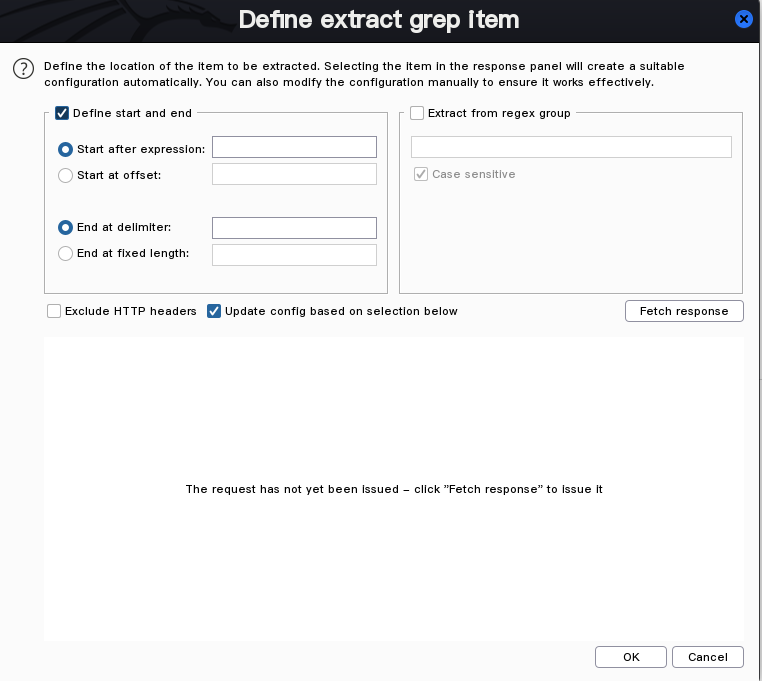 Define extract grep item
Define the location of the item to be extracted. Selecting the item in the response panel will create a suitable
configuration automatically. You can also modify the configuration manually to ensure it works effectively.
Define start and end
Start after expression:
Start at offset:
End at delimiter:
End at fixed length:
Extract from regex group
Case sensitive
Exclude HTTP headers
Update config based on selection below
Fetch response
The request has not yet been issued – click ”Fetch response” to issue it
OK
Cancel